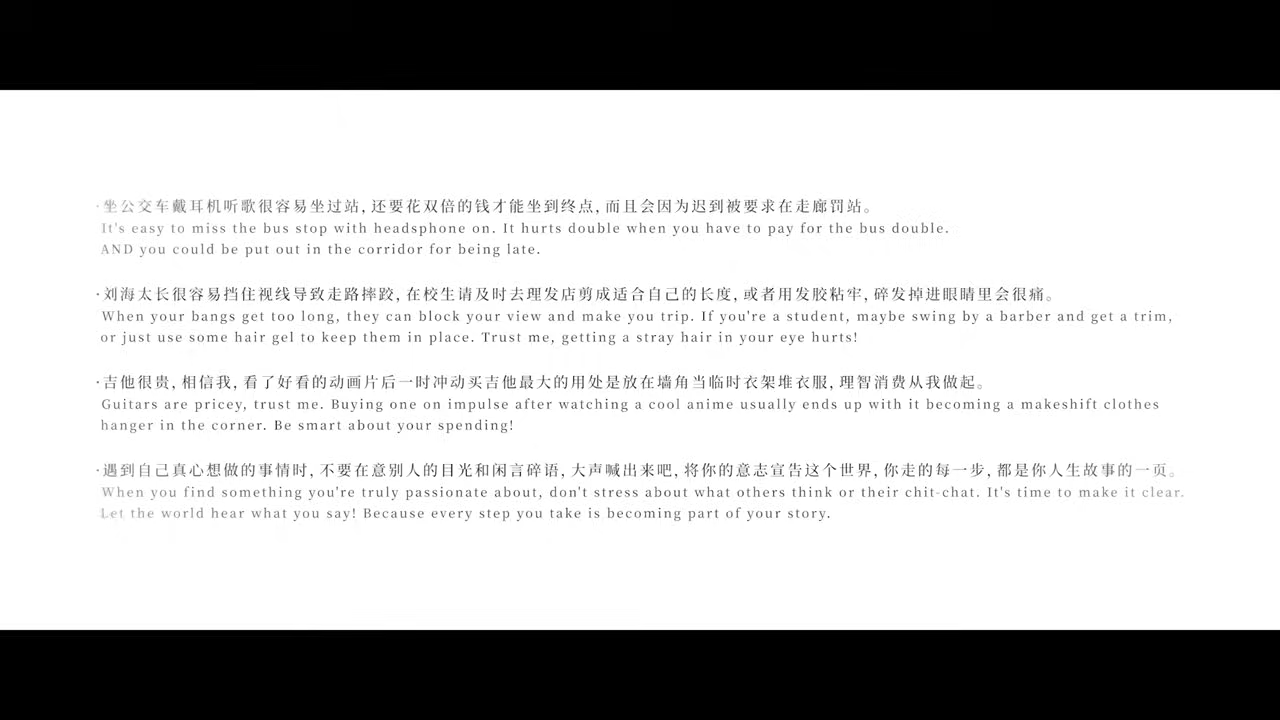 ·坐公交车戴耳机听歌很容易坐过站,还要花双倍的钱才能坐到终点,而且会因为迟到被要求在走廊罚站。
It's easy to miss the bus stop with headsphone on. It hurts double when you have to pay for the bus double.
AND you could be put out in the corridor for being late.
·刘海太长很容易挡住视线导致走路摔跤,在校生请及时去理发店剪成适合自己的长度,或者用发胶粘牢,碎发掉进眼睛里会很痛。
When your bangs get too long, they can block your view and make you trip. If you're a student, maybe swing by a barber and get a trim,
or just use some hair gel to keep them in place. Trust me, getting a stray hair in your eye hurts!
·吉他很贵,相信我,看了好看的动画片后一时冲动买吉他最大的用处是放在墙角当临时衣架堆衣服,理智消费从我做起。
Guitars are pricey, trust me. Buying one on impulse after watching a cool anime usually ends up with it becoming a makeshift clothes
hanger in the corner. Be smart about your spending!
·遇到自己真心想做的事情时,不要在意别人的目光和闲言碎语,大声喊出来吧,将你的意志宣告这个世界,你走的每一步,都是你人生故事的一页。
When you find something you're truly passionate about, don't stress about what others think or their chit-chat. It's time to make it clear.
Let the world hear what you say! Because every step you take is becoming part of your story.